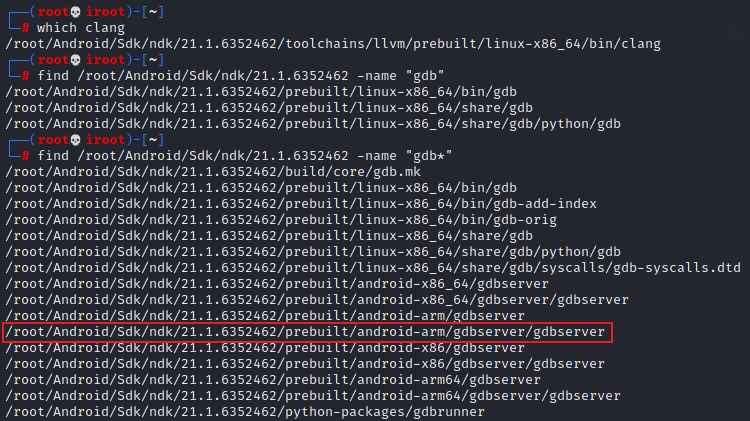 ┌──(root💀iroot)-[~]
└─# which clang
/root/Android/Sdk/ndk/21.1.6352462/toolchains/llvm/prebuilt/linux-x86_64/bin/clang
┌──(root💀iroot)-[~]
└─# find /root/Android/Sdk/ndk/21.1.6352462 -name "gdb"
/root/Android/Sdk/ndk/21.1.6352462/prebuilt/linux-x86_64/bin/gdb
/root/Android/Sdk/ndk/21.1.6352462/prebuilt/linux-x86_64/share/gdb
/root/Android/Sdk/ndk/21.1.6352462/prebuilt/linux-x86_64/share/gdb/python/gdb
┌──(root💀iroot)-[~]
└─# find /root/Android/Sdk/ndk/21.1.6352462 -name "gdb*"
/root/Android/Sdk/ndk/21.1.6352462/build/core/gdb.mk
/root/Android/Sdk/ndk/21.1.6352462/prebuilt/linux-x86_64/bin/gdb
/root/Android/Sdk/ndk/21.1.6352462/prebuilt/linux-x86_64/bin/gdb-add-index
/root/Android/Sdk/ndk/21.1.6352462/prebuilt/linux-x86_64/bin/gdb-orig
/root/Android/Sdk/ndk/21.1.6352462/prebuilt/linux-x86_64/share/gdb
/root/Android/Sdk/ndk/21.1.6352462/prebuilt/linux-x86_64/share/gdb/python/gdb
/root/Android/Sdk/ndk/21.1.6352462/prebuilt/linux-x86_64/share/gdb/syscalls/gdb-syscalls.dtd
/root/Android/Sdk/ndk/21.1.6352462/prebuilt/android-x86_64/gdbserver
/root/Android/Sdk/ndk/21.1.6352462/prebuilt/android-x86_64/gdbserver/gdbserver
/root/Android/Sdk/ndk/21.1.6352462/prebuilt/android-arm/gdbserver
/root/Android/Sdk/ndk/21.1.6352462/prebuilt/android-arm/gdbserver/gdbserver
/root/Android/Sdk/ndk/21.1.6352462/prebuilt/android-x86/gdbserver
/root/Android/Sdk/ndk/21.1.6352462/prebuilt/android-x86/gdbserver/gdbserver
/root/Android/Sdk/ndk/21.1.6352462/prebuilt/android-arm64/gdbserver
/root/Android/Sdk/ndk/21.1.6352462/prebuilt/android-arm64/gdbserver/gdbserver
/root/Android/Sdk/ndk/21.1.6352462/python-packages/gdbrunner